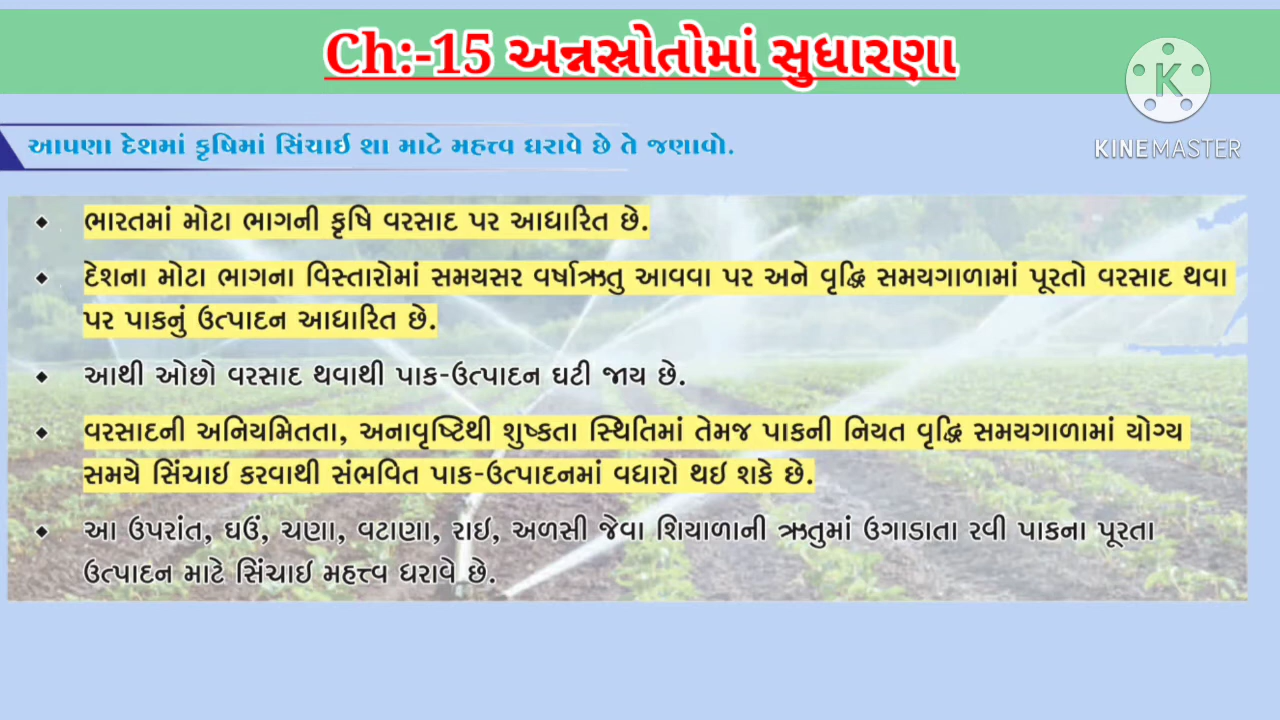 Ch:-15 અન્નસ્રોતોમાં સુધારણા
K
KINEMASTER
આપણા દેશમાં કૃષિમાં સિંચાઈ શા માટે મહત્ત્વ ધરાવે છે તે જણાવો.
◆ ભારતમાં મોટા ભાગની કૃષિ વરસાદ પર આધારિત છે.
◆ દેશના મોટા ભાગના વિસ્તારોમાં સમયસર વર્ષાઋતુ આવવા પર અને વૃદ્ધિ સમયગાળામાં પૂરતો વરસાદ થવા
પર પાકનું ઉત્પાદન આધારિત છે.
◆ આથી ઓછો વરસાદ થવાથી પાક-ઉત્પાદન ઘટી જાય છે.
◆ વરસાદની અનિયમિતતા, અનાવૃષ્ટિથી શુષ્કતા સ્થિતિમાં તેમજ પાકની નિયત વૃદ્ધિ સમયગાળામાં યોગ્ય
સમયે સિંચાઇ કરવાથી સંભવિત પાક-ઉત્પાદનમાં વધારો થઇ શકે છે.
◆ આ ઉપરાંત, ઘઉં, ચણા, વટાણા, રાઇ, અળસી જેવા શિયાળાની ઋતુમાં ઉગાડાતા રવી પાકના પૂરતા
ઉત્પાદન માટે સિંચાઈ મહત્ત્વ ધરાવે છે.